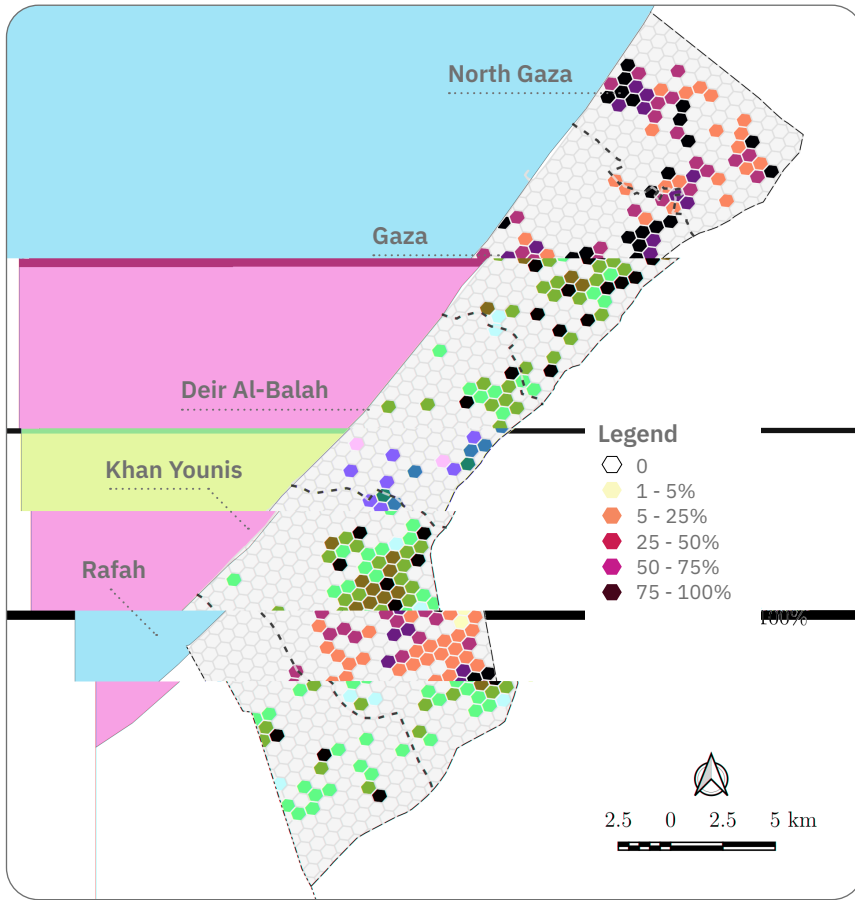 North Gaza
Gaza
Deir Al-Balah
Khan Younis
Rafah
Legend
0
1 - 5%
5 - 25%
25 - 50%
50 - 75%
75 - 100%
100%
2.5 0 2.5 5 km